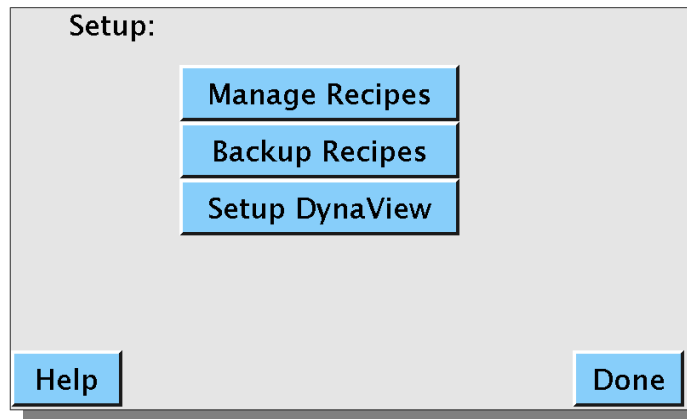 Setup:
Manage Recipes
Backup Recipes
Setup DynaView
Help
Done